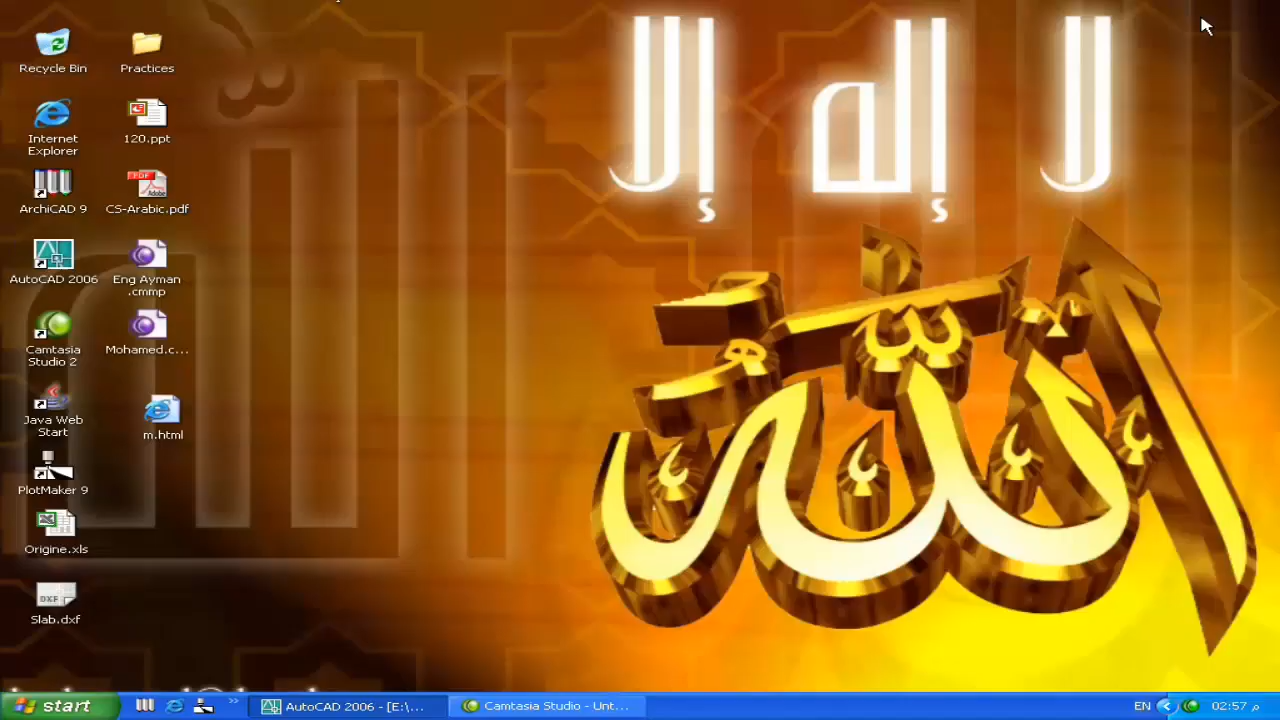 لا إله إلا
الله
Recycle Bin
Practices
Internet
Explorer
120.ppt
ArchiCAD 9
CS-Arabic.pdf
AutoCAD 2006
Eng Ayman
.cmmp
Camtasia
Studio 2
Mohamed.c...
Java Web
Start
m.html
PlotMaker 9
Origine.xls
DXF
Slab.dxf
start
AutoCAD 2006 - [E:\...
Camtasia Studio - Unt...
EN
02:57 م